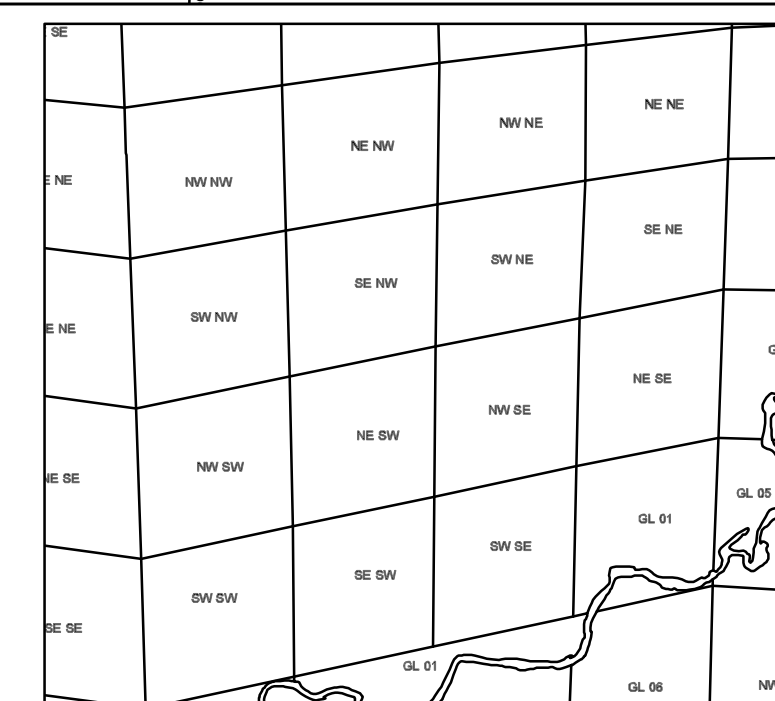 SE
NE NE
NW NE
NE NW
NE
NW NW
SE NE
SW NE
SE NW
SW NW
NE
NE SE
NW SE
NE SW
NW SW
SE
GL 05
GL 01
SW SE
SE SW
SW SW
SE SE
GL 01
GL 06
NW